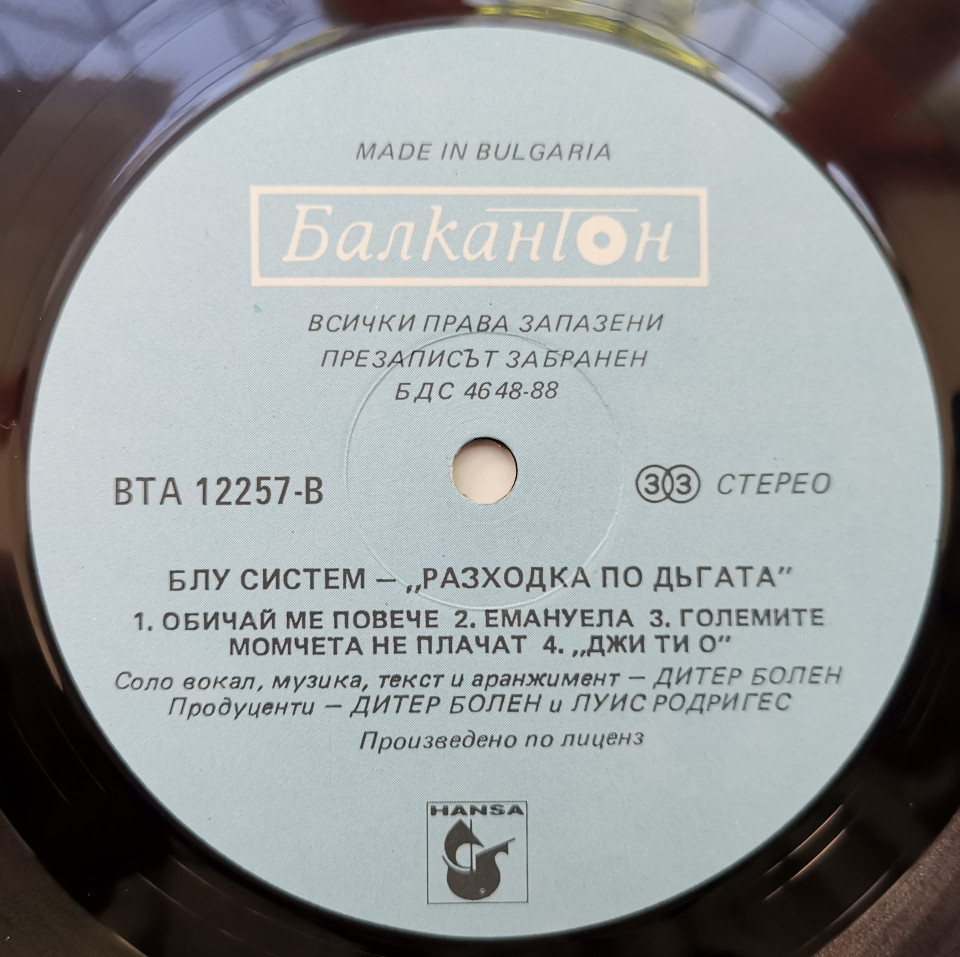 MADE IN BULGARIA
Балкантон
ВСИЧКИ ПРАВА ЗАПАЗЕНИ
ПРЕЗАПИСЪТ ЗАБРАНЕН
БДС 4648-88
ВТА 12257-В
33 СТЕРЕО
БЛУ СИСТЕМ – „РАЗХОДКА ПО ДЬГАТА”
1. ОБИЧАЙ МЕ ПОВЕЧЕ 2. ЕМАНУЕЛА 3. ГОЛЕМИТЕ
МОМЧЕТА НЕ ПЛАЧАТ 4. „ДЖИ ТИ О”
Соло вокал, музика, текст и аранжимент – ДИТЕР БОЛЕН
Продуценти – ДИТЕР БОЛЕН и ЛУИС РОДРИГЕС
Произведено по лиценз
HANSA